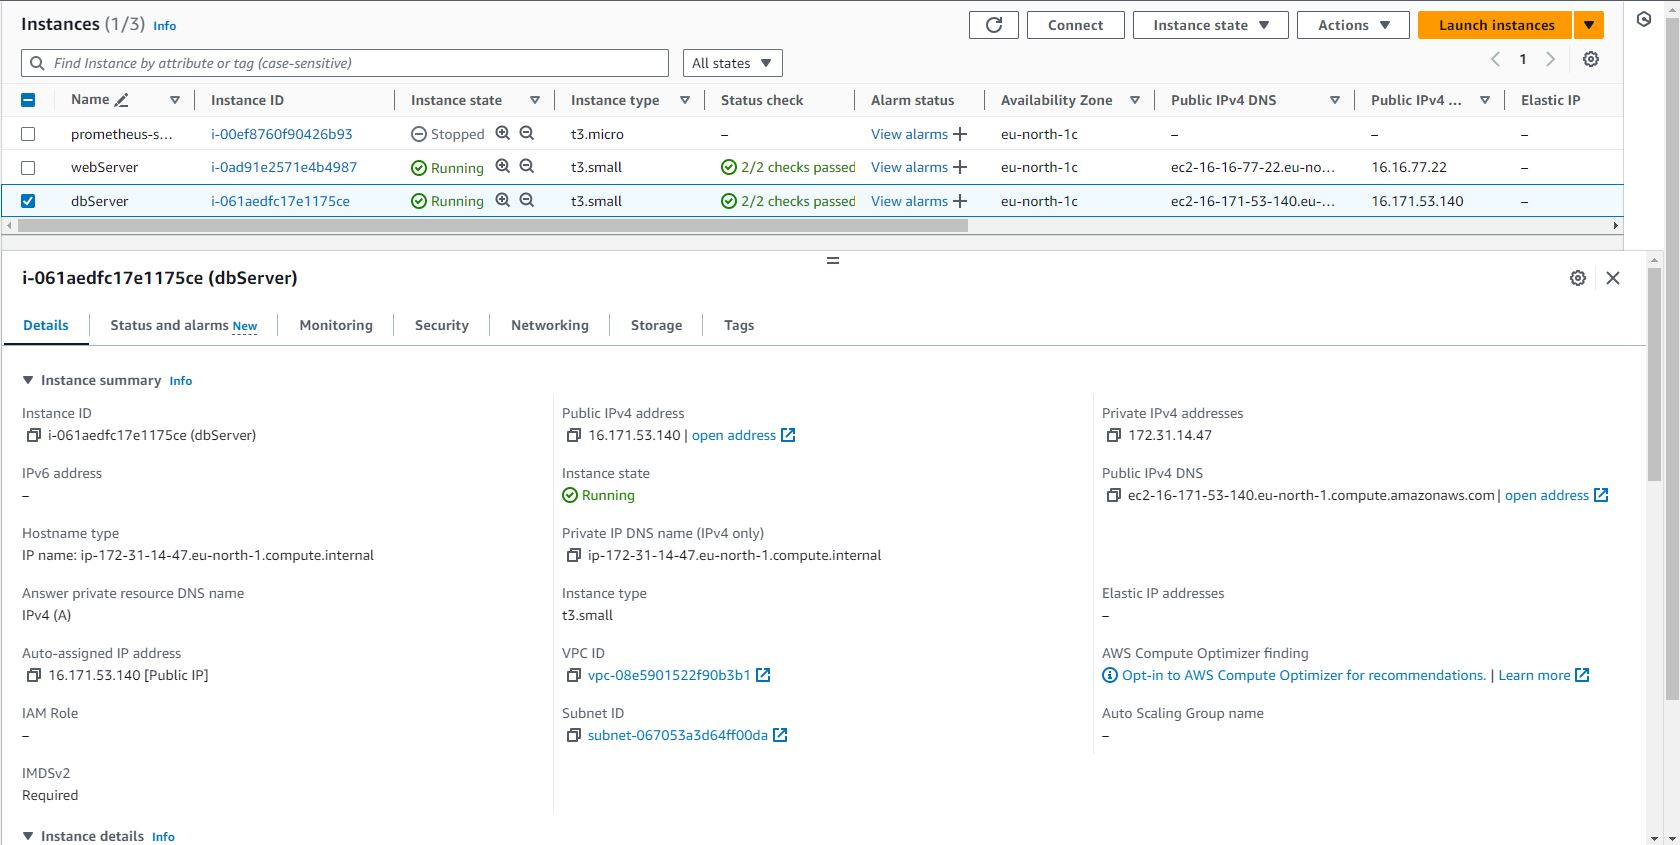 Instances (1/3) Info Connect Instance state Actions Launch instances
Find Instance by attribute or tag (case-sensitive) All states 1
Name Instance ID Instance state Instance type Status check Alarm status Availability Zone Public IPv4 DNS Public IPv4 ... Elastic IP
prometheus-s... i-00ef8760f90426b93 Stopped t3.micro – View alarms + eu-north-1c – – –
webServer i-0ad91e2571e4b4987 Running t3.small 2/2 checks passed View alarms + eu-north-1c ec2-16-16-77-22.eu-no... 16.16.77.22 –
dbServer i-061aedfc17e1175ce Running t3.small 2/2 checks passed View alarms + eu-north-1c ec2-16-171-53-140.eu-... 16.171.53.140 –
i-061aedfc17e1175ce (dbServer)
Details Status and alarms New Monitoring Security Networking Storage Tags
Instance summary Info
Instance ID Public IPv4 address Private IPv4 addresses
i-061aedfc17e1175ce (dbServer) 16.171.53.140 | open address 172.31.14.47
IPv6 address Instance state Public IPv4 DNS
– Running ec2-16-171-53-140.eu-north-1.compute.amazonaws.com | open address
Hostname type Private IP DNS name (IPv4 only)
IP name: ip-172-31-14-47.eu-north-1.compute.internal ip-172-31-14-47.eu-north-1.compute.internal
Answer private resource DNS name Instance type Elastic IP addresses
IPv4 (A) t3.small –
Auto-assigned IP address VPC ID AWS Compute Optimizer finding
16.171.53.140 [Public IP] vpc-08e5901522f90b3b1 Opt-in to AWS Compute Optimizer for recommendations. | Learn more
IAM Role Subnet ID Auto Scaling Group name
– subnet-067053a3d64ff00da –
IMDSv2
Required
Instance details Info